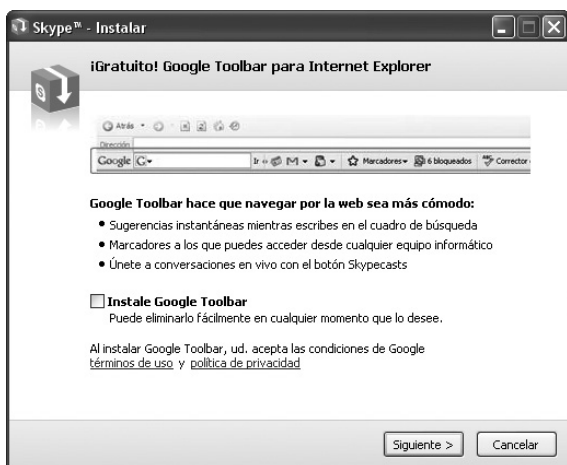 Skype™ - Instalar
¡Gratuito! Google Toolbar para Internet Explorer
Atrás
Dirección
Google G Ir Marcadores 6 bloqueados Corrector
Google Toolbar hace que navegar por la web sea más cómodo:
• Sugerencias instantáneas mientras escribes en el cuadro de búsqueda
• Marcadores a los que puedes acceder desde cualquier equipo informático
• Únete a conversaciones en vivo con el botón Skypecasts
Instale Google Toolbar
Puede eliminarlo fácilmente en cualquier momento que lo desee.
Al instalar Google Toolbar, ud. acepta las condiciones de Google
términos de uso y política de privacidad
Siguiente > Cancelar